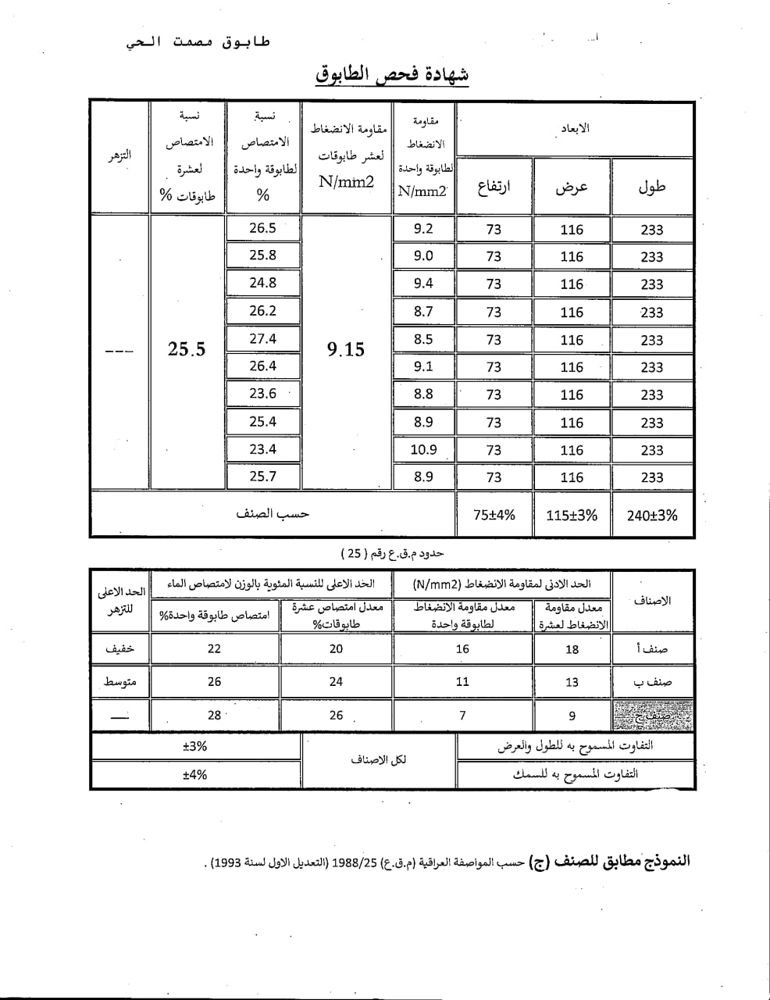 طابوق مصمت الحي
شهادة فحص الطابوق
الابعاد
طول
عرض
ارتفاع
مقاومة
الانضغاط
لطابوقة واحدة
N/mm2
مقاومة الانضغاط
لعشر طابوقات
N/mm2
نسبة
الامتصاص
لطابوقة واحدة
%
نسبة
الامتصاص
لعشرة
طابوقات %
التزهر
233 116 73 9.2 26.5
233 116 73 9.0 25.8
233 116 73 9.4 24.8
233 116 73 8.7 26.2
233 116 73 8.5 27.4
9.15 25.5 ---
233 116 73 9.1 26.4
233 116 73 8.8 23.6
233 116 73 8.9 25.4
233 116 73 10.9 23.4
233 116 73 8.9 25.7
240±3% 115±3% 75±4% حسب الصنف
حدود م.ق.ع رقم ( 25 )
الاصناف
الحد الادنى لمقاومة الانضغاط (N/mm2)
معدل مقاومة
الانضغاط لعشرة
معدل مقاومة الانضغاط
لطابوقة واحدة
الحد الاعلى للنسبة المئوية بالوزن لامتصاص الماء
معدل امتصاص عشرة
طابوقات%
امتصاص طابوقة واحدة%
الحد الاعلى
للتزهر
صنف أ 18 16 20 22 خفيف
صنف ب 13 11 24 26 متوسط
صنف ج 9 7 26 28 ---
التفاوت المسموح به للطول والعرض
لكل الاصناف
±3%
التفاوت المسموح به للسمك
±4%
النموذج مطابق للصنف (ج) حسب المواصفة العراقية (م.ق.ع) 1988/25 (التعديل الاول لسنة 1993) .